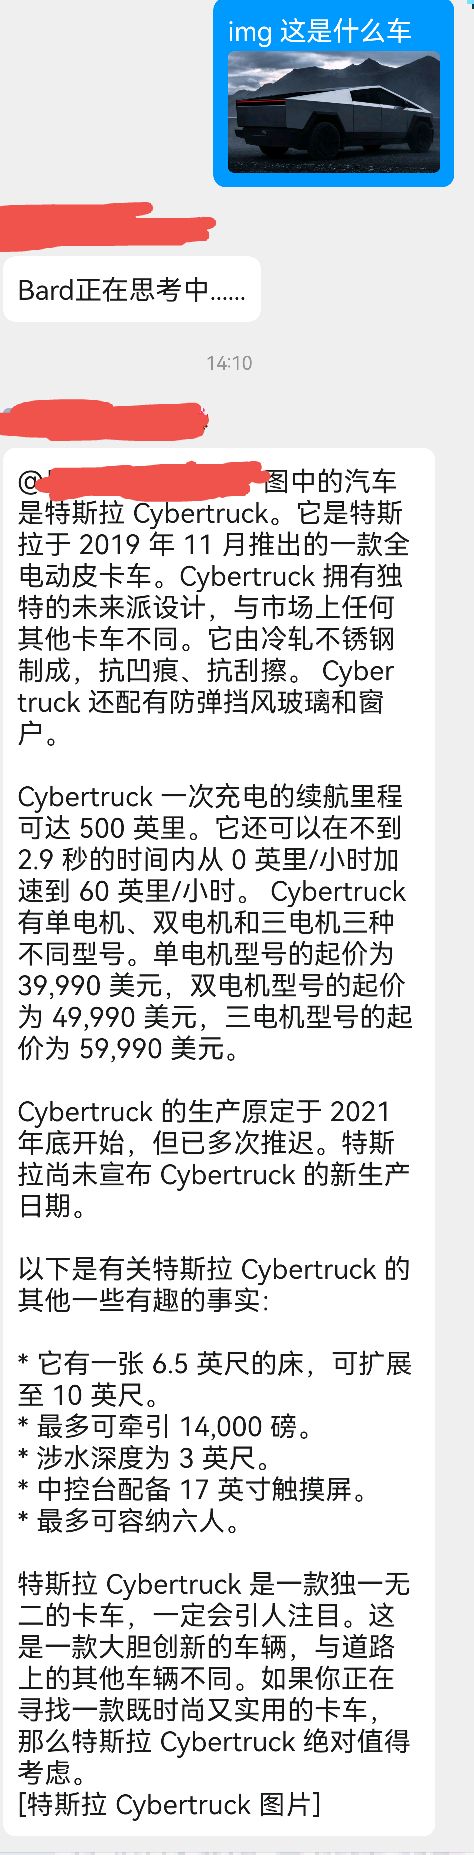 img 这是什么车
Bard正在思考中......
14:10
@
图中的汽车
是特斯拉 Cybertruck。它是特斯
拉于 2019 年 11 月推出的一款全
电动皮卡车。Cybertruck 拥有独
特的未来派设计，与市场上任何
其他卡车不同。它由冷轧不锈钢
制成，抗凹痕、抗刮擦。 Cyber
truck 还配有防弹挡风玻璃和窗
户。
Cybertruck 一次充电的续航里程
可达 500 英里。它还可以在不到
2.9 秒的时间内从 0 英里/小时加
速到 60 英里/小时。 Cybertruck
有单电机、双电机和三电机三种
不同型号。单电机型号的起价为
39,990 美元，双电机型号的起价
为 49,990 美元，三电机型号的起
价为 59,990 美元。
Cybertruck 的生产原定于 2021
年底开始，但已多次推迟。特斯
拉尚未宣布 Cybertruck 的新生产
日期。
以下是有关特斯拉 Cybertruck 的
其他一些有趣的事实：
* 它有一张 6.5 英尺的床，可扩展
至 10 英尺。
* 最多可牵引 14,000 磅。
* 涉水深度为 3 英尺。
* 中控台配备 17 英寸触摸屏。
* 最多可容纳六人。
特斯拉 Cybertruck 是一款独一无
二的卡车，一定会引人注目。这
是一款大胆创新的车辆，与道路
上的其他车辆不同。如果你正在
寻找一款既时尚又实用的卡车，
那么特斯拉 Cybertruck 绝对值得
考虑。
[特斯拉 Cybertruck 图片]